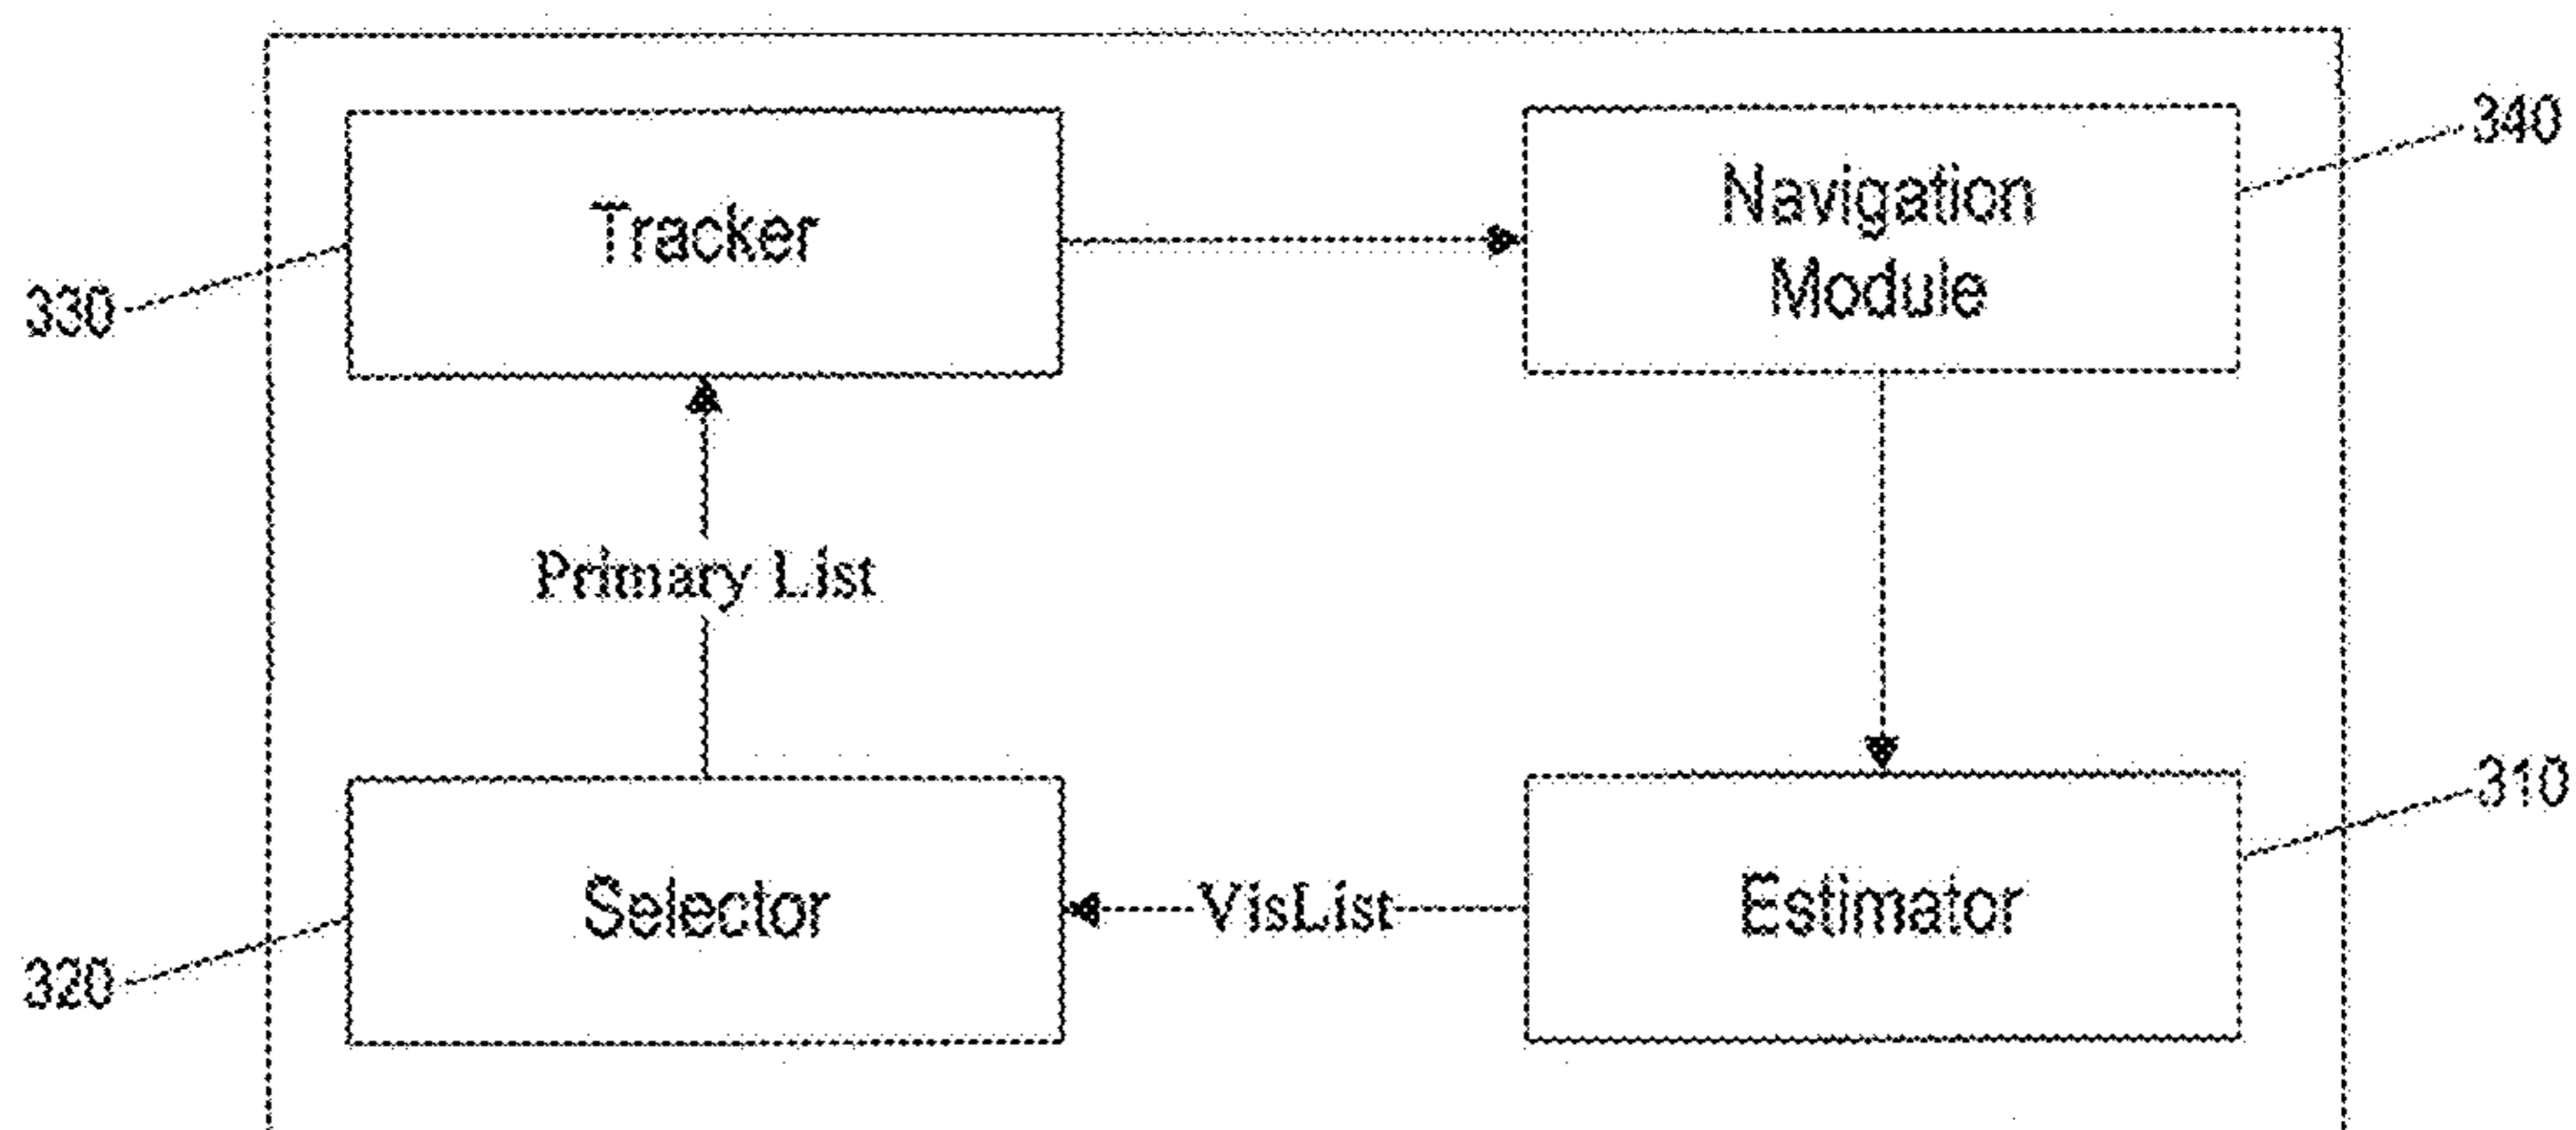 340
Tracker
Navigation
Module
330
Primary List
310
Selector
VisList
Estimator
320